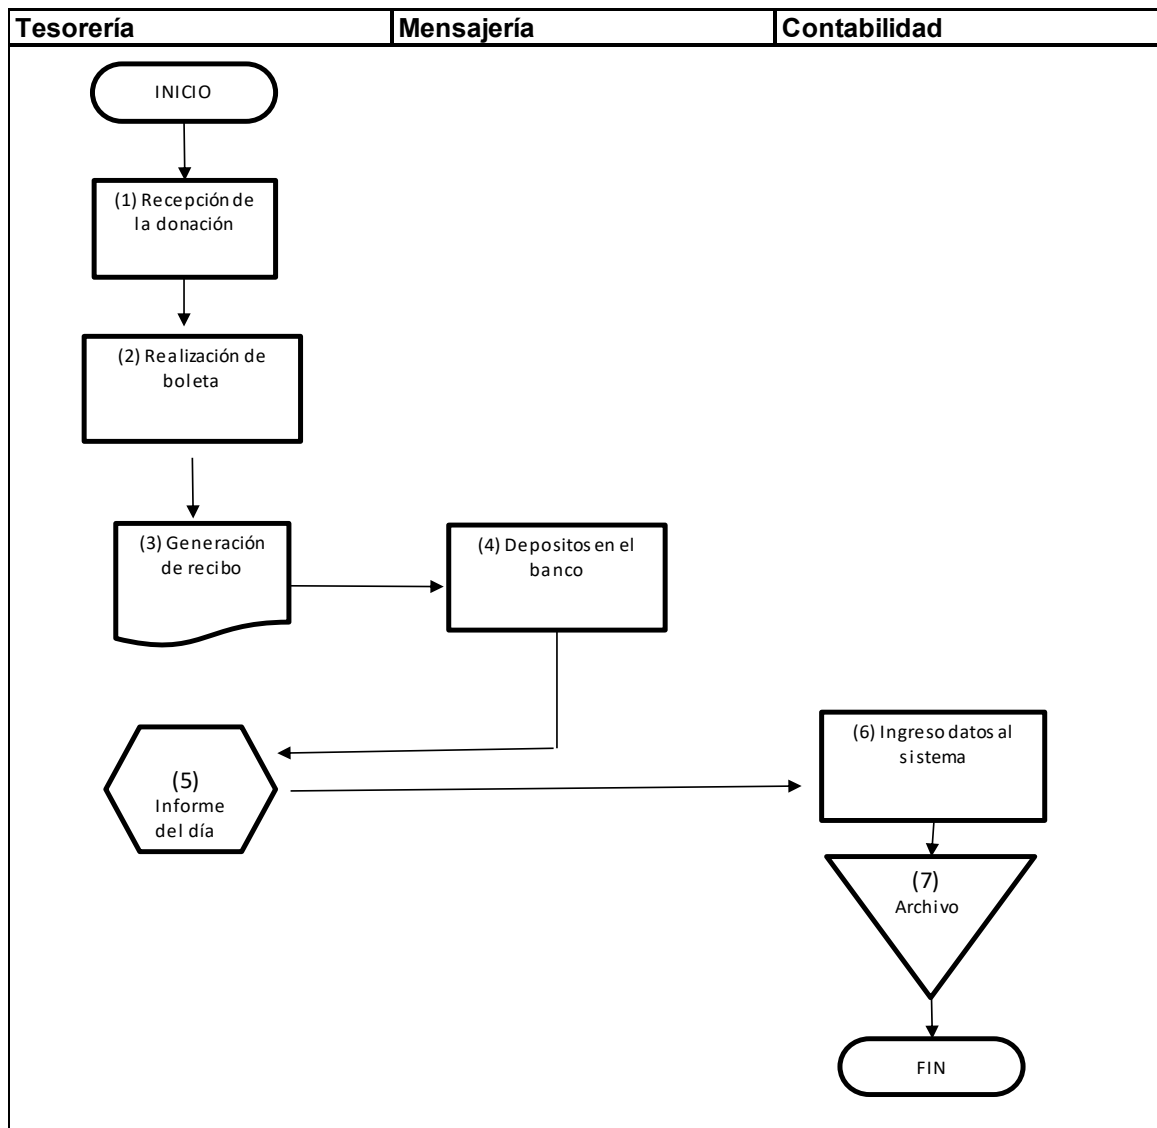 Tesorería
Mensajería
Contabilidad
INICIO
(1) Recepción de
la donación
(2) Realización de
boleta
(3) Generación
de recibo
(4) Depositos en el
banco
(5)
Informe
del día
(6) Ingreso datos al
sistema
(7)
Archivo
FIN